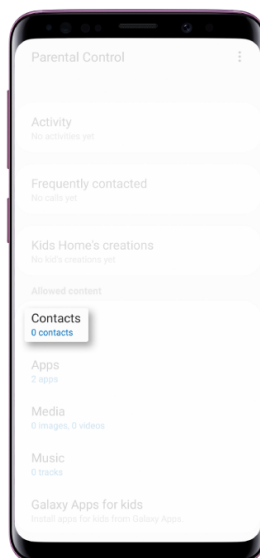 Parental Control
Activity
No activities yet
Frequently contacted
No calls yet
Kids Home's creations
No kid's creations yet
Allowed content
Contacts
0 contacts
Apps
2 apps
Media
0 images, 0 videos
Music
0 tracks
Galaxy Apps for kids
Install apps for kids from Galaxy Apps